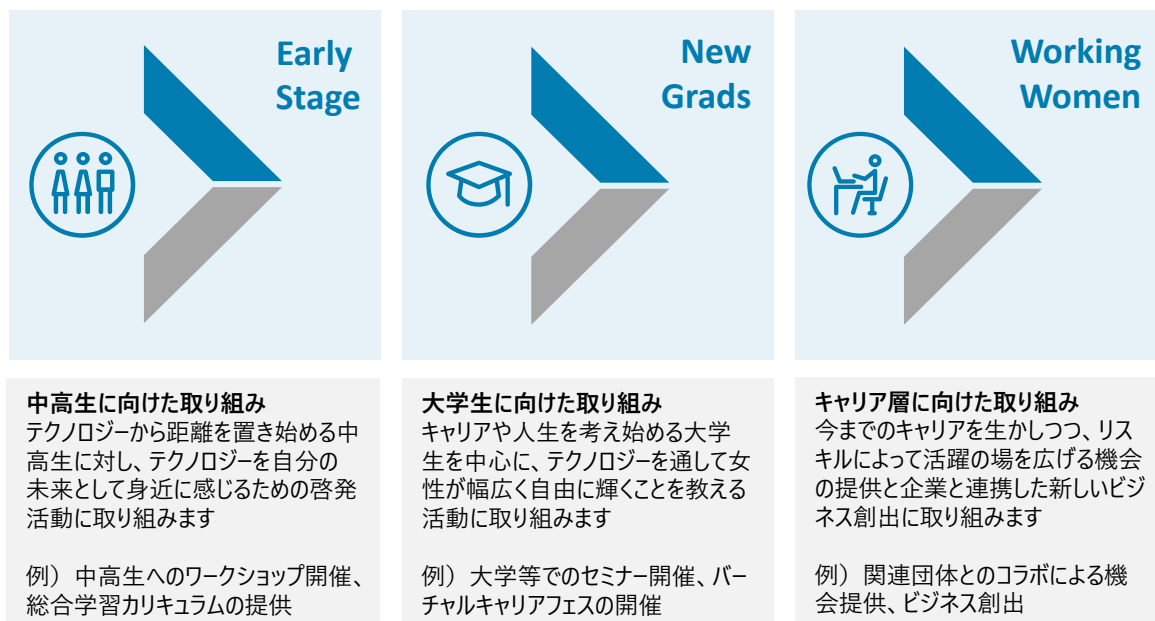 Early
Stage
New
Grads
Working
Women
中高生に向けた取り組み
テクノロジーから距離を置き始める中
高生に対し、テクノロジーを自分の
未来として身近に感じるための啓発
活動に取り組みます
例）中高生へのワークショップ開催、
総合学習カリキュラムの提供
大学生に向けた取り組み
キャリアや人生を考え始める大学
生を中心に、テクノロジーを通して女
性が幅広く自由に輝くことを教える
活動に取り組みます
例）大学等でのセミナー開催、バー
チャルキャリアフェスの開催
キャリア層に向けた取り組み
今までのキャリアを生かしつつ、リス
キルによって活躍の場を広げる機会
の提供と企業と連携した新しいビジ
ネス創出に取り組みます
例）関連団体とのコラボによる機
会提供、ビジネス創出